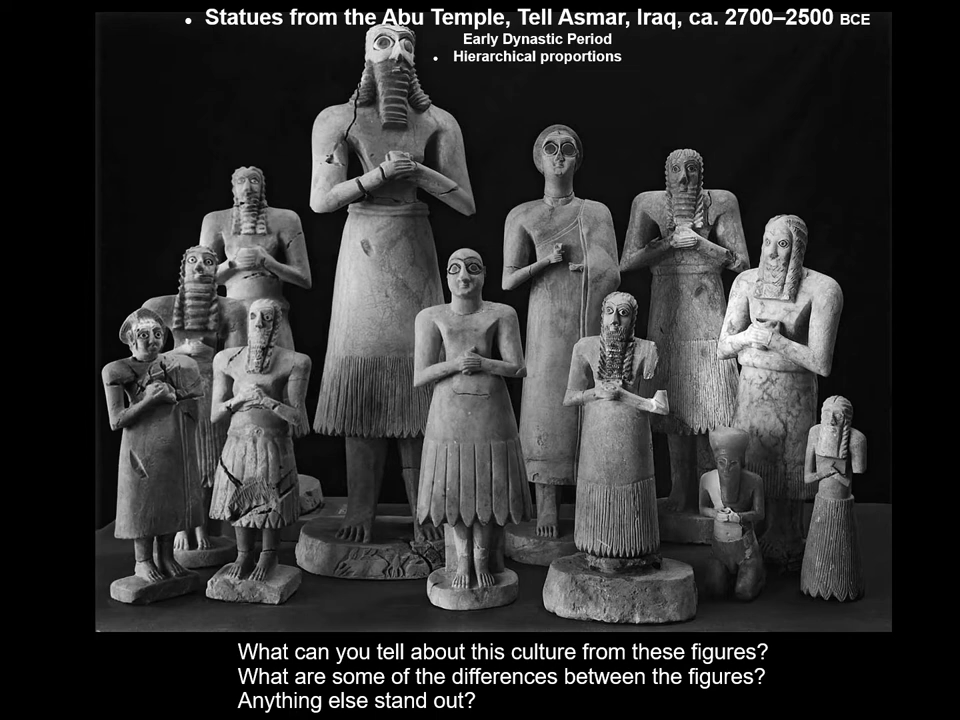 • Statues from the Abu Temple, Tell Asmar, Iraq, ca. 2700–2500 BCE
Early Dynastic Period
• Hierarchical proportions
What can you tell about this culture from these figures?
What are some of the differences between the figures?
Anything else stand out?